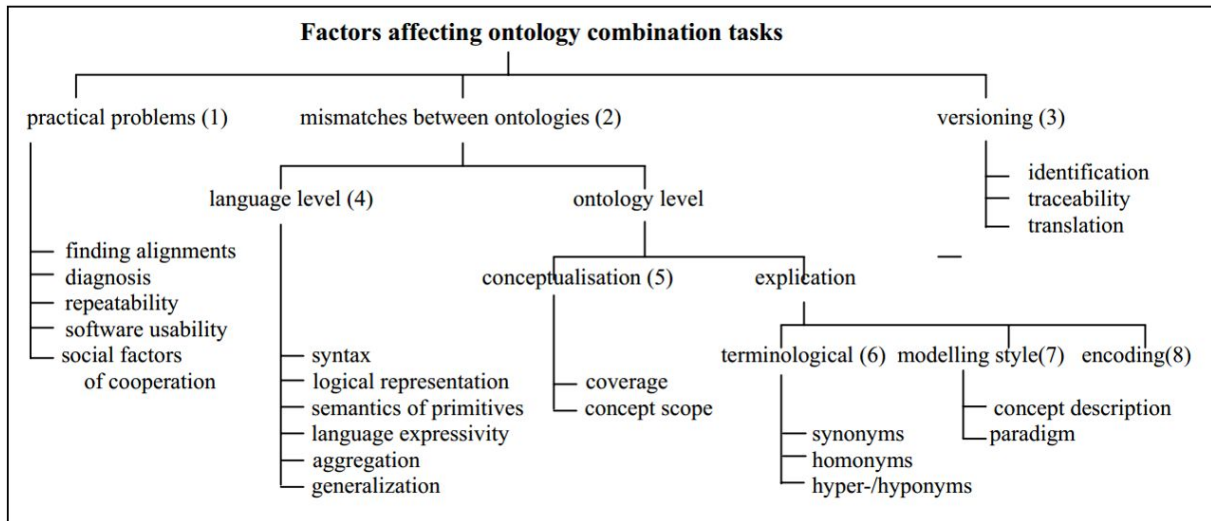 Factors affecting ontology combination tasks
practical problems (1)
mismatches between ontologies (2)
versioning (3)
identification
traceability
translation
language level (4)
ontology level
finding alignments
diagnosis
repeatability
software usability
social factors
of cooperation
conceptualisation (5)
explication
syntax
logical representation
semantics of primitives
language expressivity
aggregation
generalization
coverage
concept scope
terminological (6)
modelling style(7)
encoding(8)
synonyms
homonyms
hyper-/hyponyms
concept description
paradigm